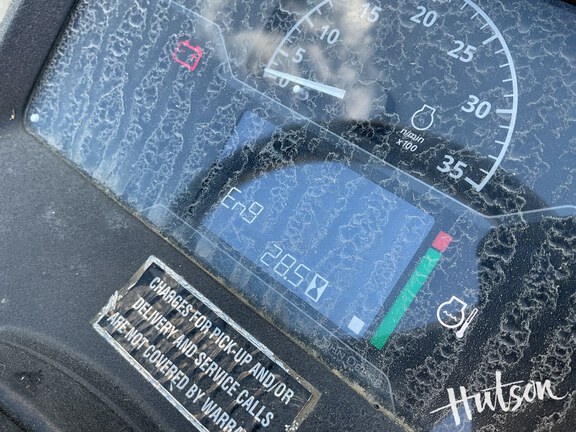 0
5
10
15
20
25
30
35
n/min
x100
Eng
28.5
CHARGES FOR PICK-UP AND/OR
DELIVERY AND SERVICE CALLS
ARE NOT COVERED BY WARRA
Hutson